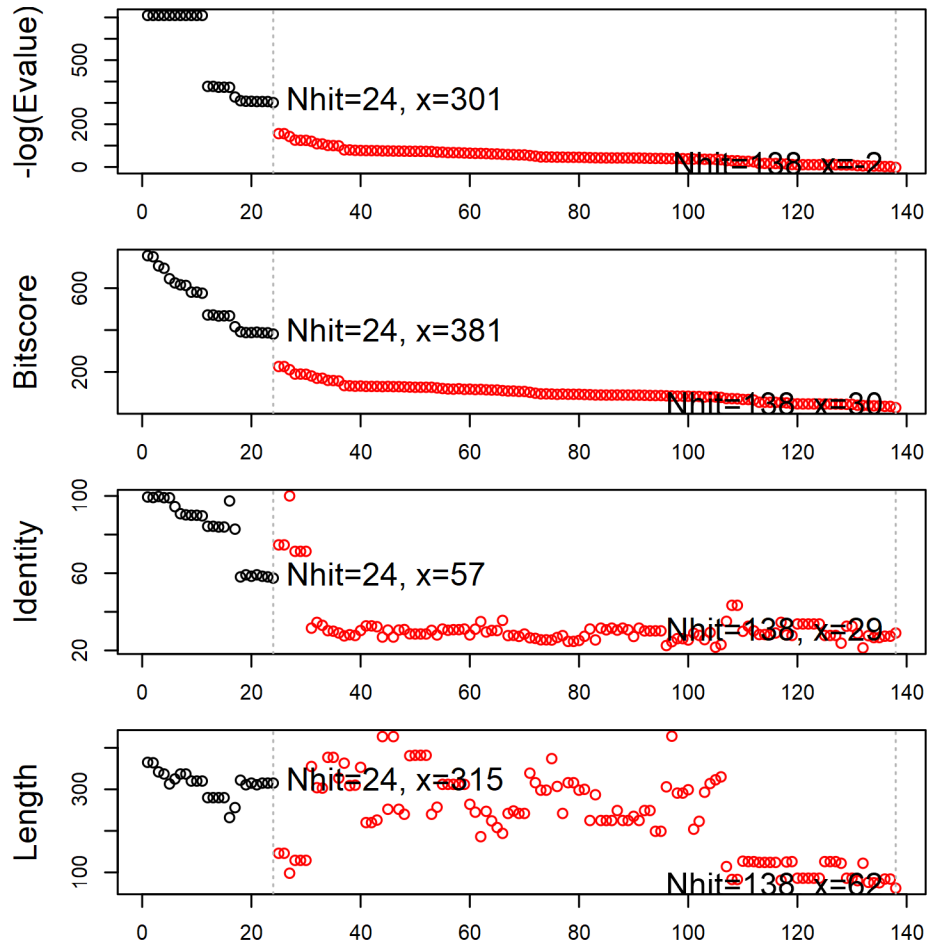 -log(Evalue)
0 200 500
Nhit=24, x=301
Nhit=138, x=-2
0 20 40 60 80 100 120 140
Bitscore
200 600
Nhit=24, x=381
Nhit=138, x=30
0 20 40 60 80 100 120 140
Identity
20 60 100
Nhit=24, x=57
Nhit=138, x=29
0 20 40 60 80 100 120 140
Length
100 300
Nhit=24, x=315
Nhit=138, x=62
0 20 40 60 80 100 120 140